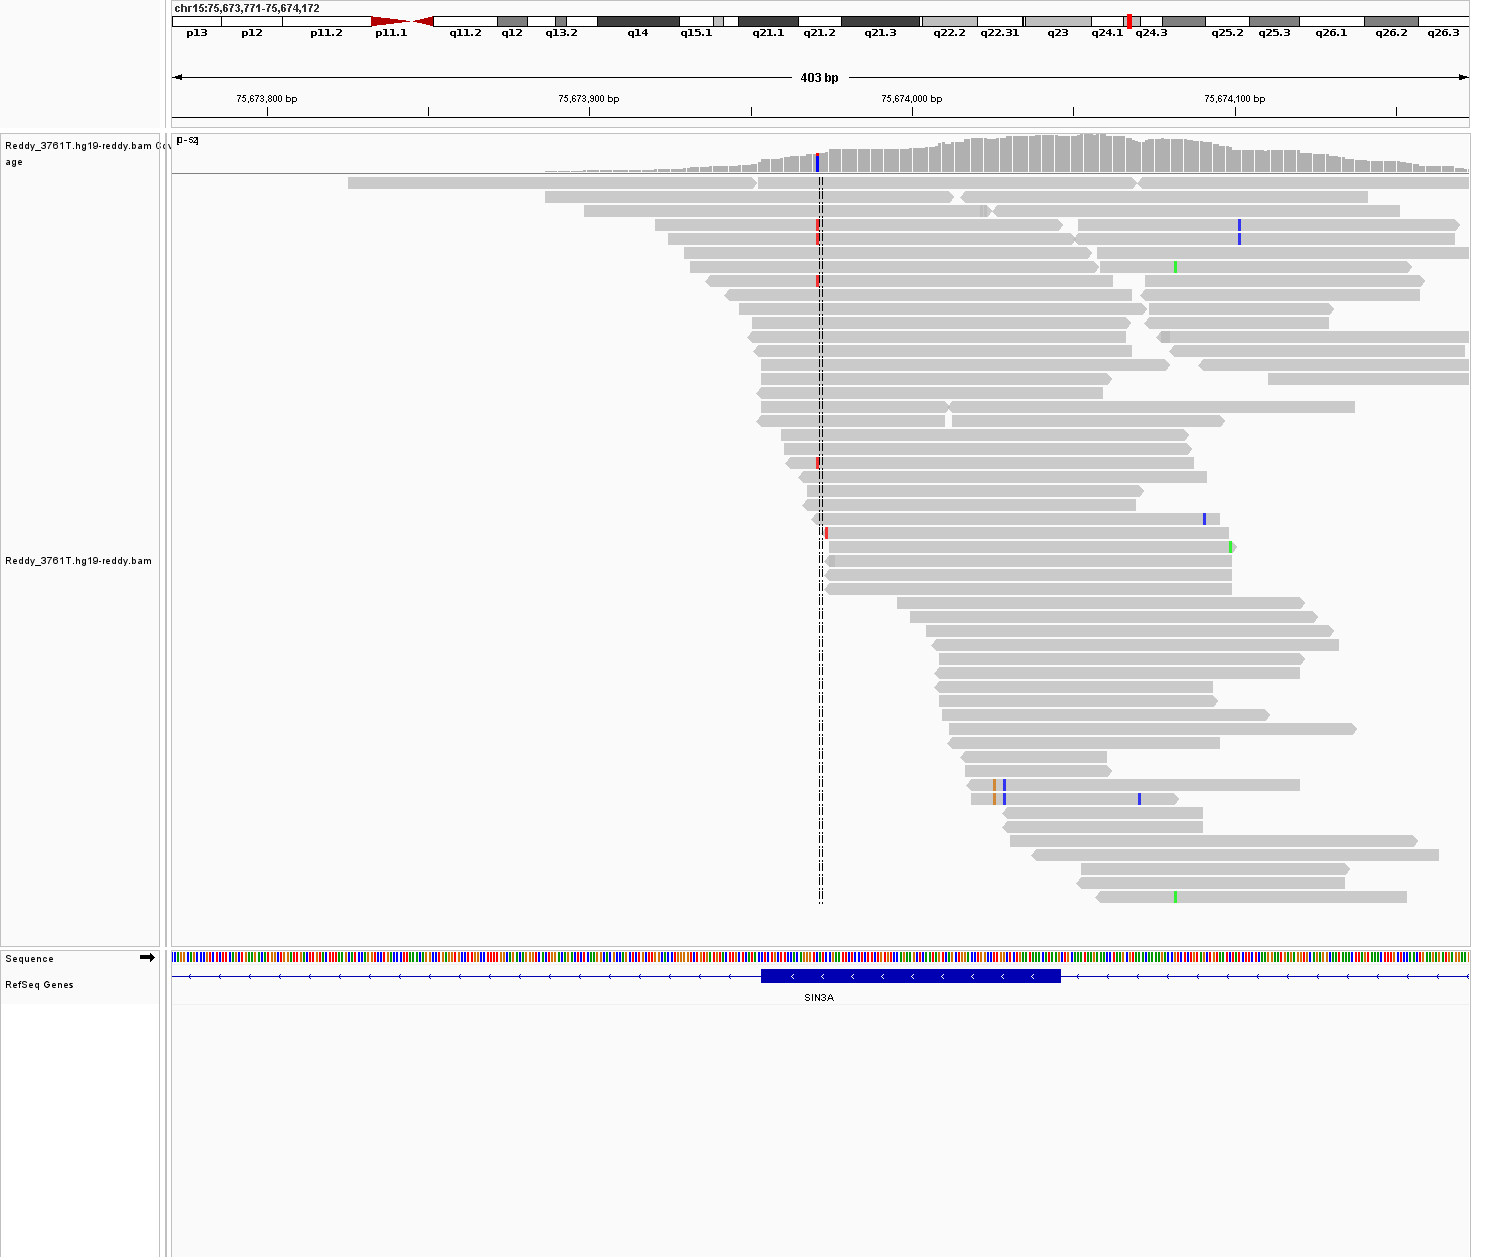 chr15:75,673,771-75,674,172
p13 p12 p11.2 p11.1 q11.2 q12 q13.2 q14 q15.1 q21.1 q21.2 q21.3 q22.2 q22.31 q23 q24.1 q24.3 q25.2 q25.3 q26.1 q26.2 q26.3
403 bp
75,673,800 bp 75,673,900 bp 75,674,000 bp 75,674,100 bp
[0-52]
Reddy_3761T.hg19-reddy.bam Cov
age
Reddy_3761T.hg19-reddy.bam
Sequence
RefSeq Genes
SIN3A